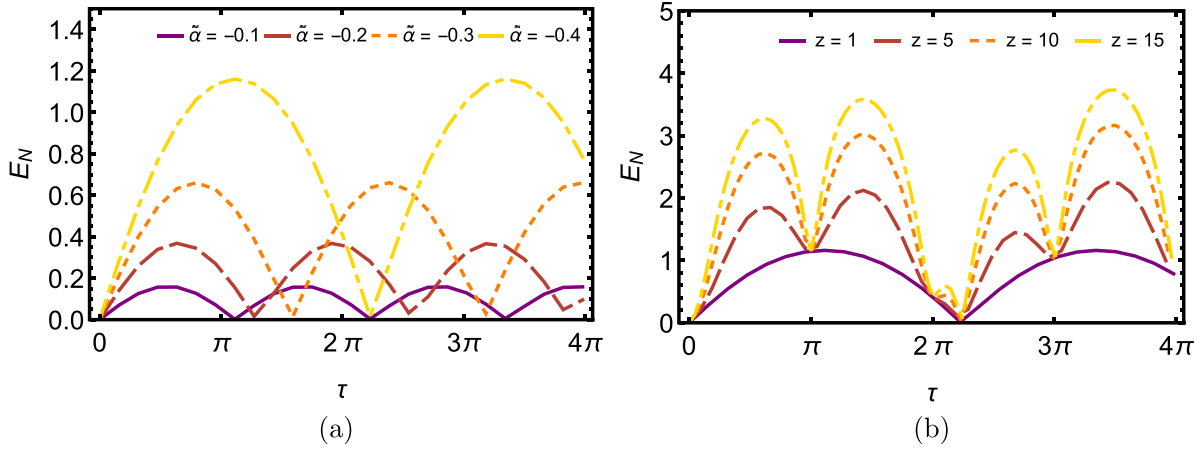 α̃ = −0.1 α̃ = −0.2 α̃ = −0.3 α̃ = −0.4
1.4
1.2
1.0
0.8
0.6
0.4
0.2
0.0
E_N
0 π 2π 3π 4π
τ
(a)
z = 1 z = 5 z = 10 z = 15
5
4
3
2
1
0
E_N
0 π 2π 3π 4π
τ
(b)